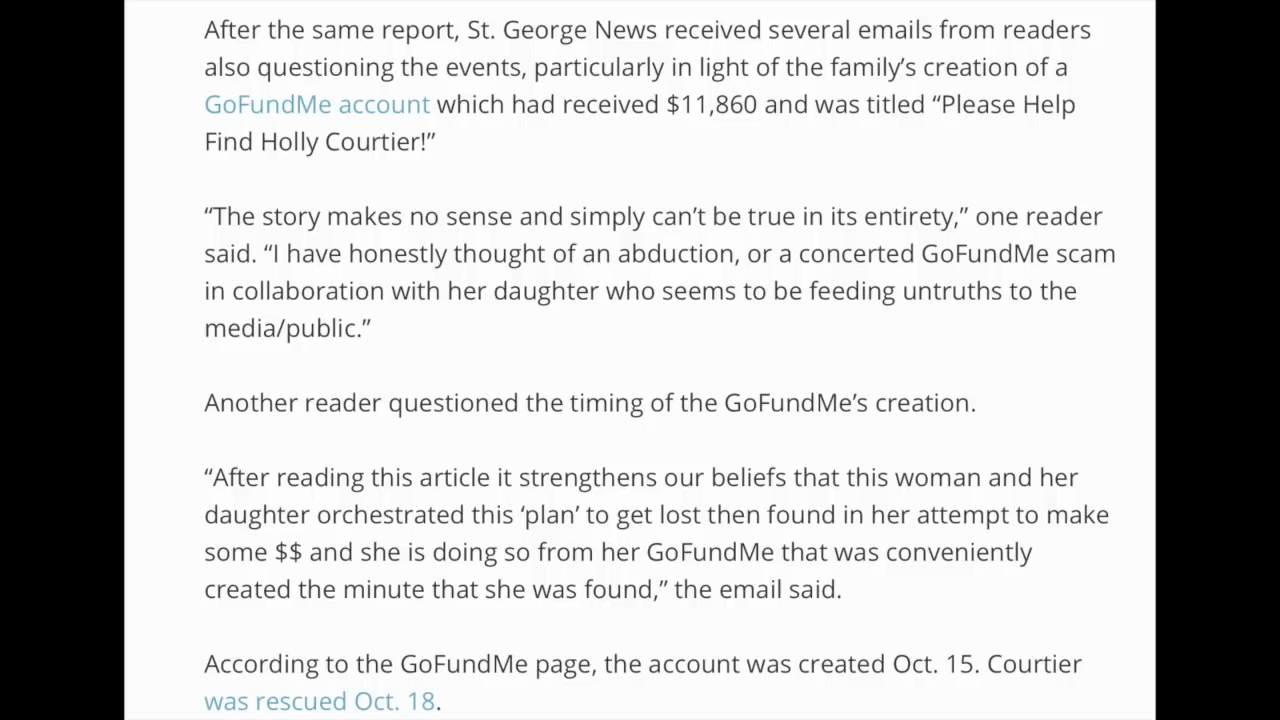 After the same report, St. George News received several emails from readers
also questioning the events, particularly in light of the family’s creation of a
GoFundMe account which had received $11,860 and was titled “Please Help
Find Holly Courtier!”
“The story makes no sense and simply can’t be true in its entirety,” one reader
said. “I have honestly thought of an abduction, or a concerted GoFundMe scam
in collaboration with her daughter who seems to be feeding untruths to the
media/public.”
Another reader questioned the timing of the GoFundMe’s creation.
“After reading this article it strengthens our beliefs that this woman and her
daughter orchestrated this ‘plan’ to get lost then found in her attempt to make
some $$ and she is doing so from her GoFundMe that was conveniently
created the minute that she was found,” the email said.
According to the GoFundMe page, the account was created Oct. 15. Courtier
was rescued Oct. 18.